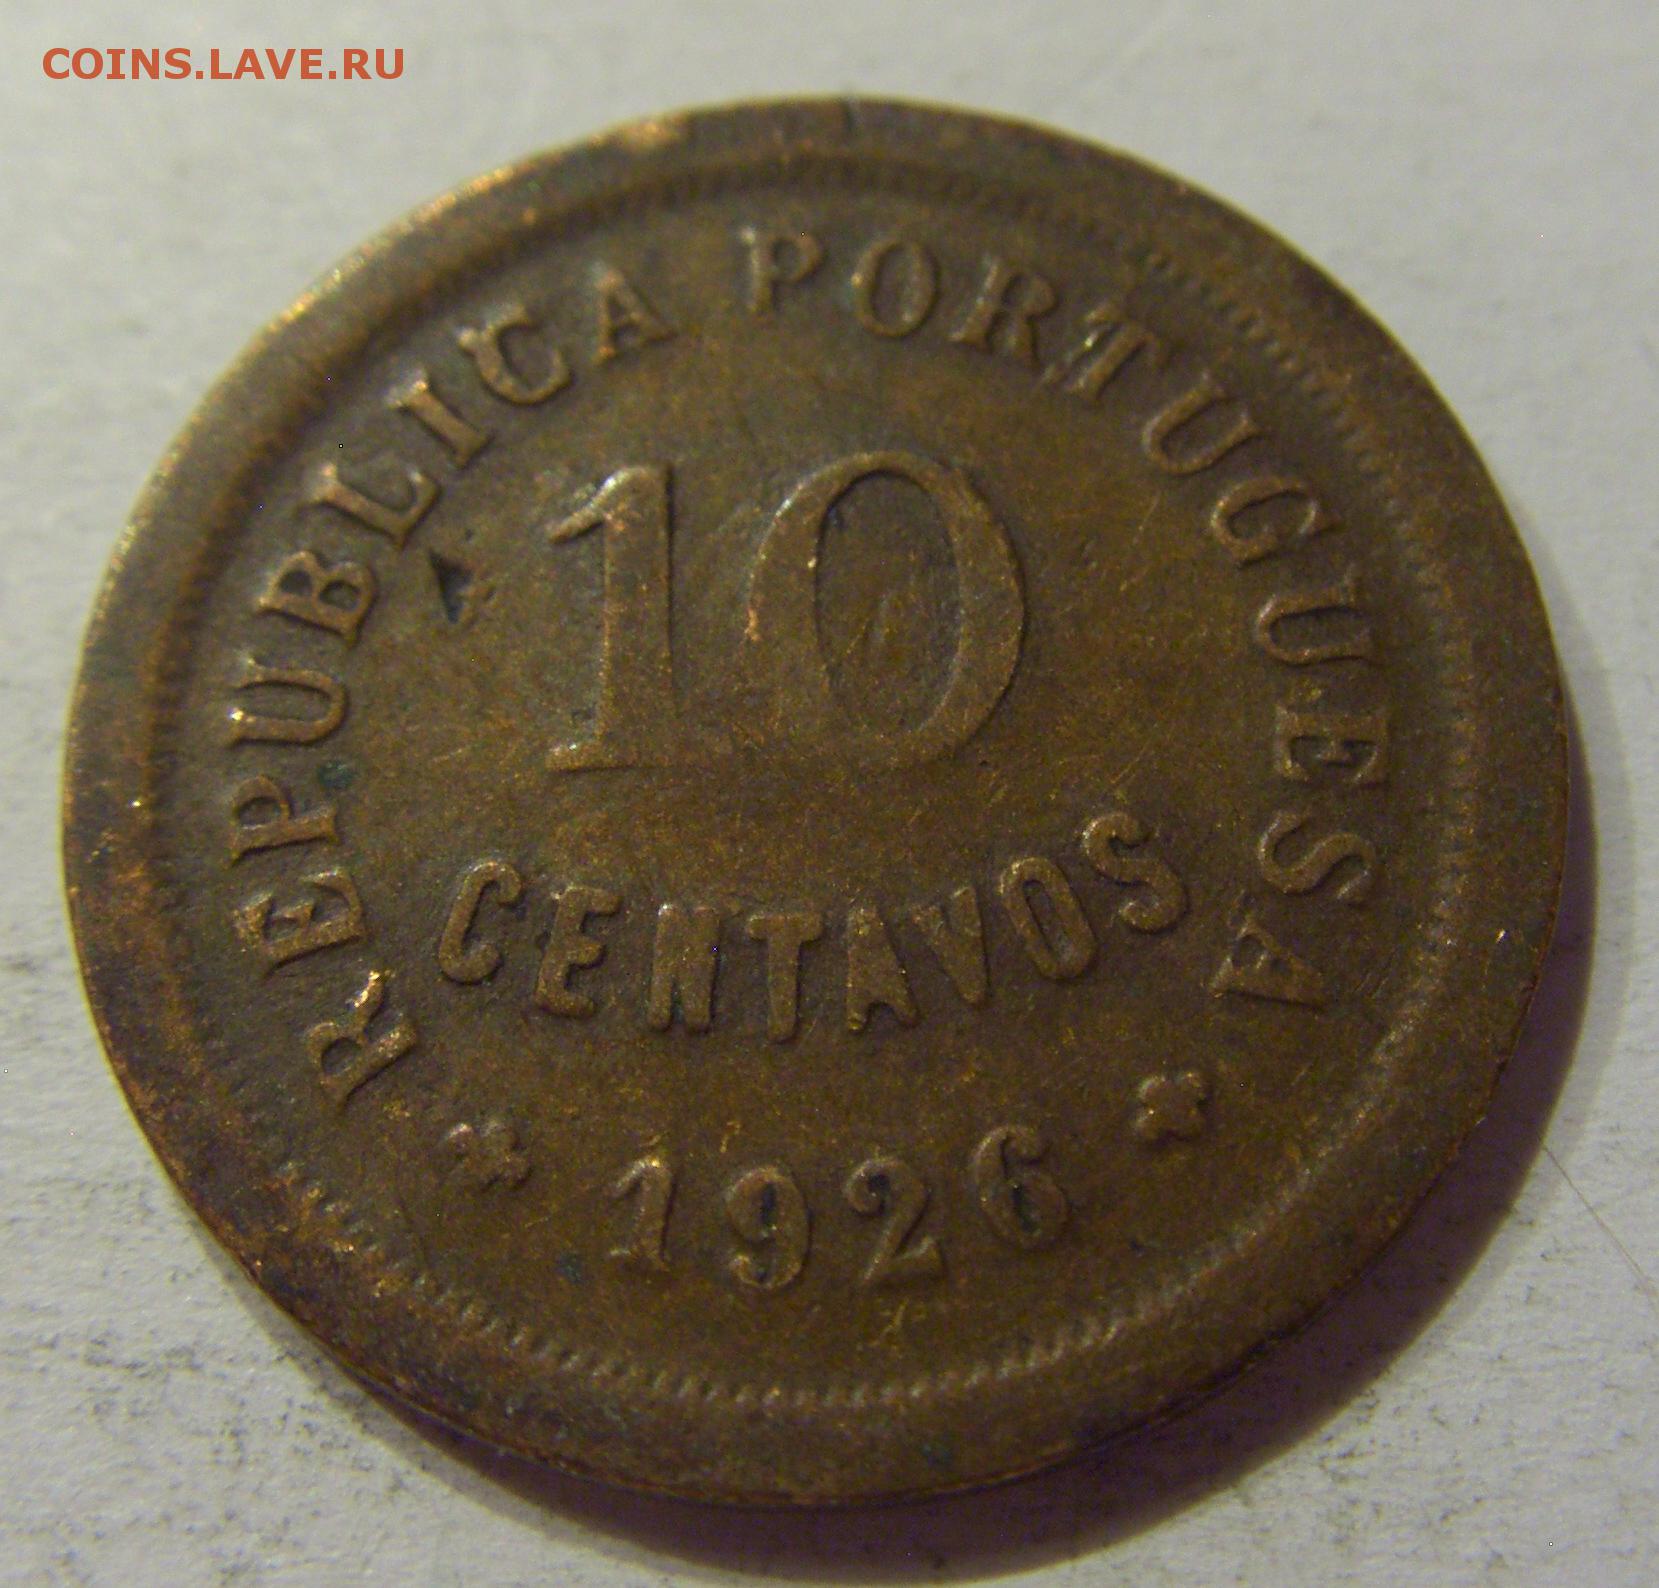 COINS.LAVE.RU
REPUBLICA PORTUGUESA
10
CENTAVOS
* 1926 *